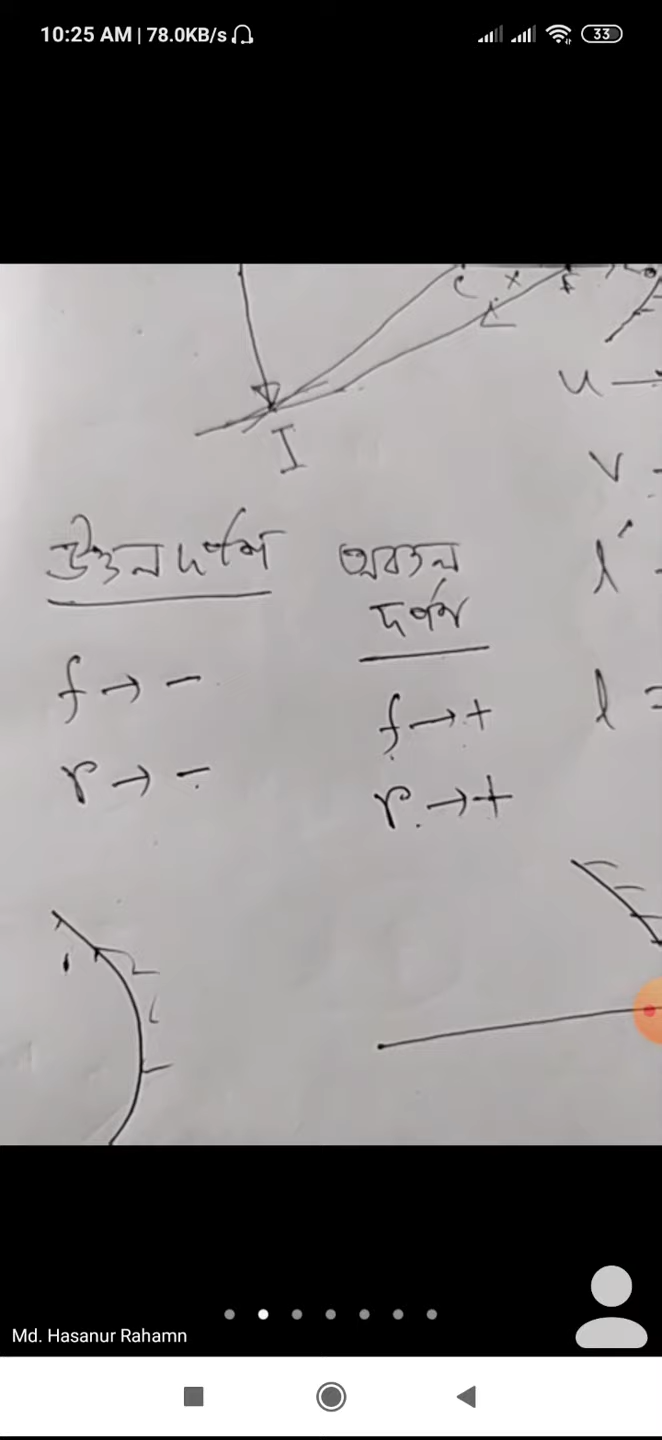 10:25 AM | 78.0KB/s
33
C x F
u →
I
v -
উত্তল দর্পণ
অবতল
দর্পণ
l' -
f → -
f → +
l =
r → -
r. → +
Md. Hasanur Rahamn